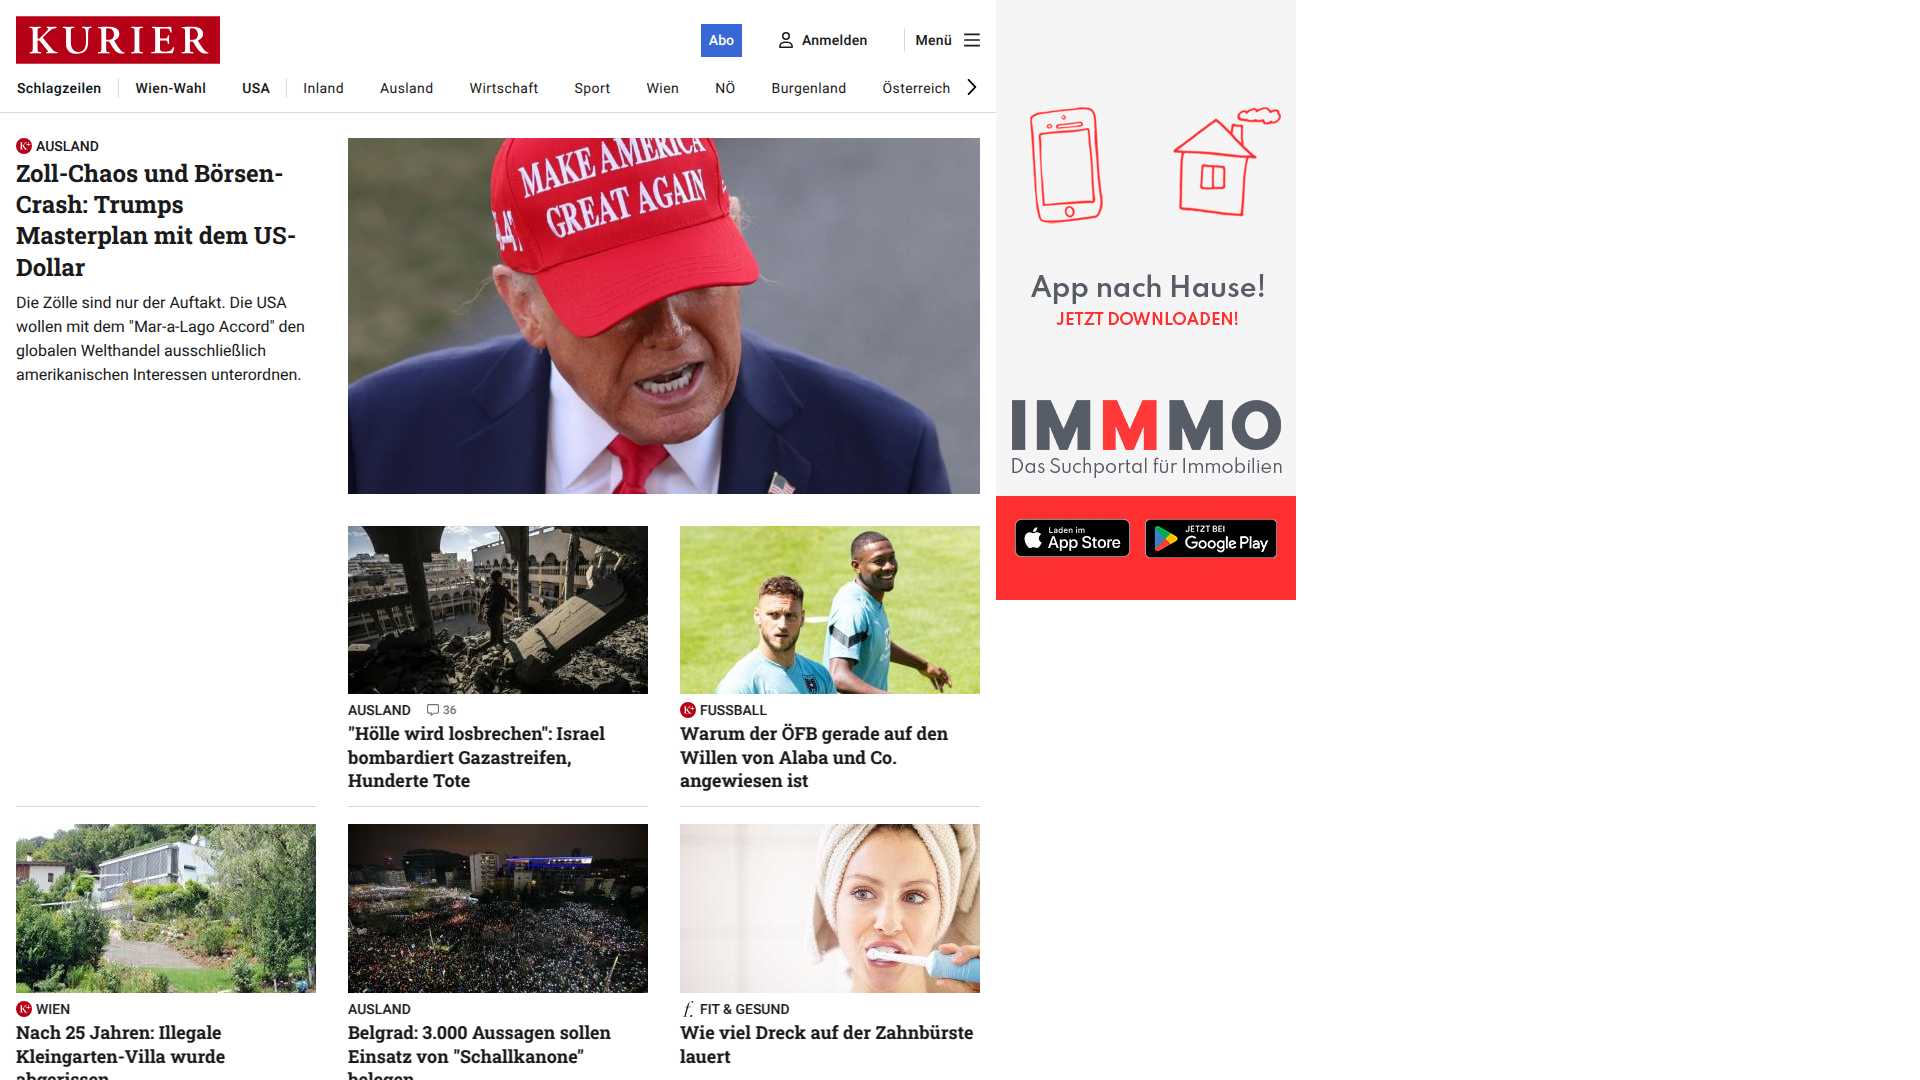 KURIER
Abo
Anmelden
Menü
Schlagzeilen
Wien-Wahl
USA
Inland
Ausland
Wirtschaft
Sport
Wien
NÖ
Burgenland
Österreich
K+ AUSLAND
Zoll-Chaos und Börsen-
Crash: Trumps
Masterplan mit dem US-
Dollar
Die Zölle sind nur der Auftakt. Die USA
wollen mit dem "Mar-a-Lago Accord" den
globalen Welthandel ausschließlich
amerikanischen Interessen unterordnen.
MAKE AMERICA
GREAT AGAIN
App nach Hause!
JETZT DOWNLOADEN!
IMMMO
Das Suchportal für Immobilien
Laden im
App Store
JETZT BEI
Google Play
AUSLAND 36
"Hölle wird losbrechen": Israel
bombardiert Gazastreifen,
Hunderte Tote
K+ FUSSBALL
Warum der ÖFB gerade auf den
Willen von Alaba und Co.
angewiesen ist
K+ WIEN
Nach 25 Jahren: Illegale
Kleingarten-Villa wurde
abgerissen
AUSLAND
Belgrad: 3.000 Aussagen sollen
Einsatz von "Schallkanone"
belegen
f. FIT & GESUND
Wie viel Dreck auf der Zahnbürste
lauert